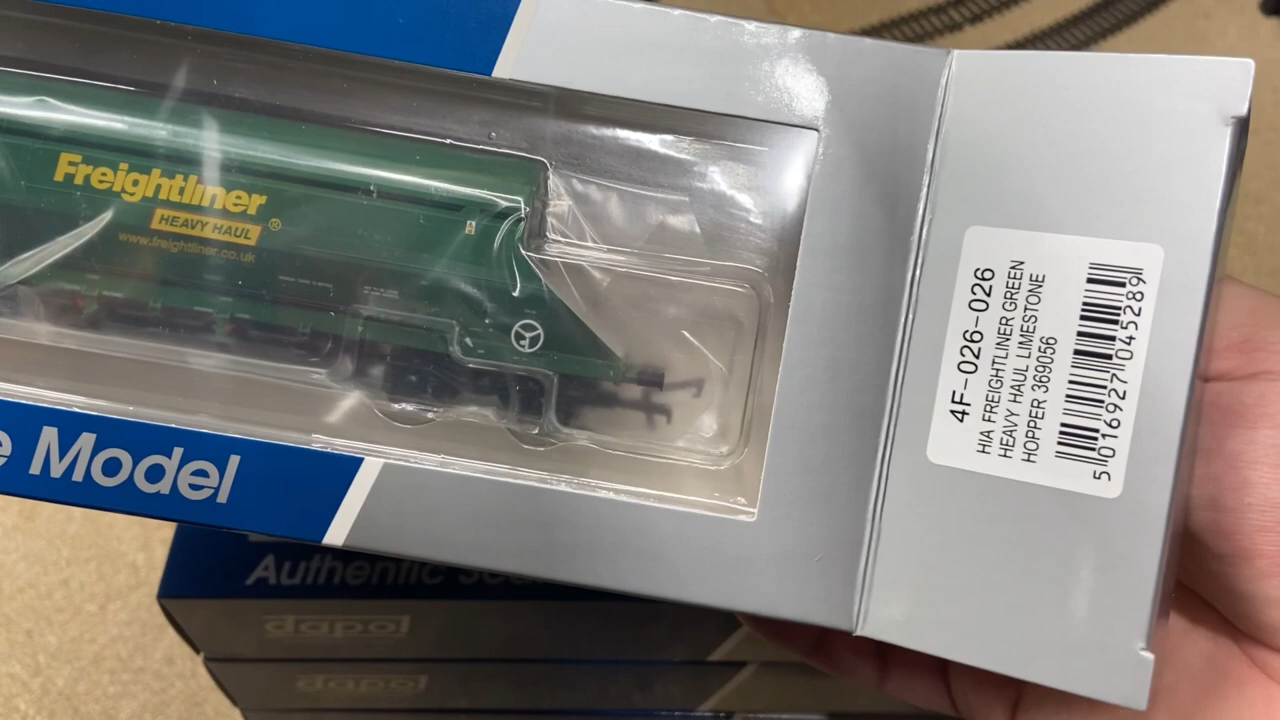 Freightliner
HEAVY HAUL ®
www.freightliner.co.uk
Model
4F-026-026
HIA FREIGHTLINER GREEN
HEAVY HAUL LIMESTONE
HOPPER 369056
5 016927 045289
Authentic
dapol
dapol